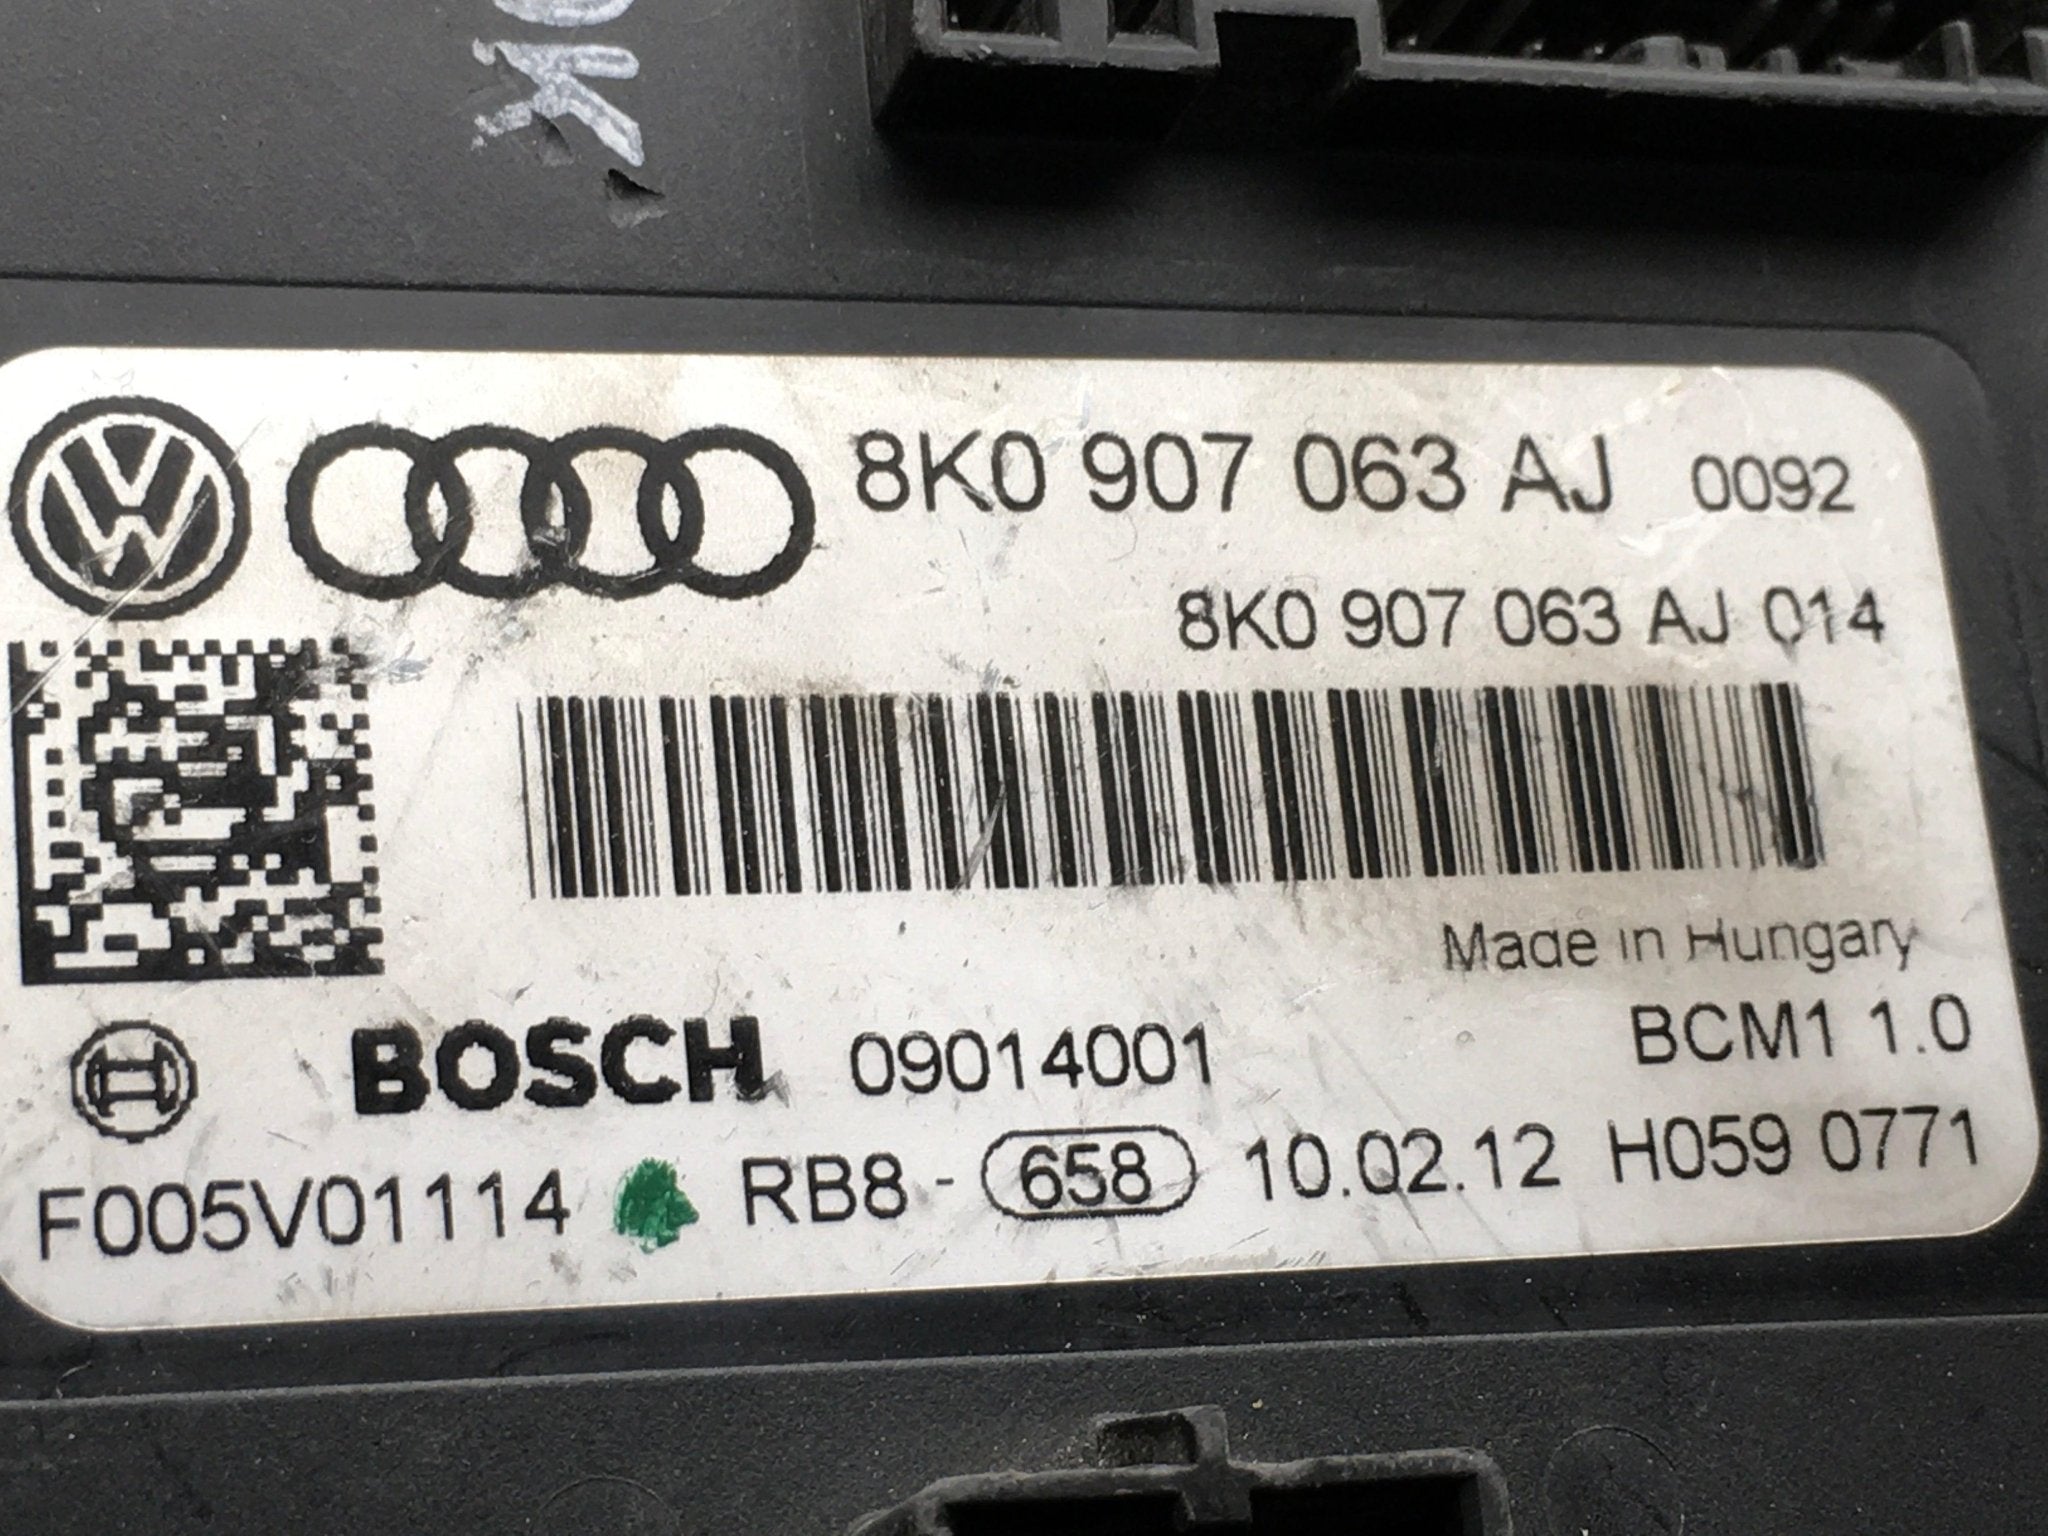 OK
8K0 907 063 AJ 0092
8K0 907 063 AJ 014
Made in Hungary
BOSCH 09014001 BCM1 1.0
F005V01114 RB8 - 658 10.02.12 H059 0771